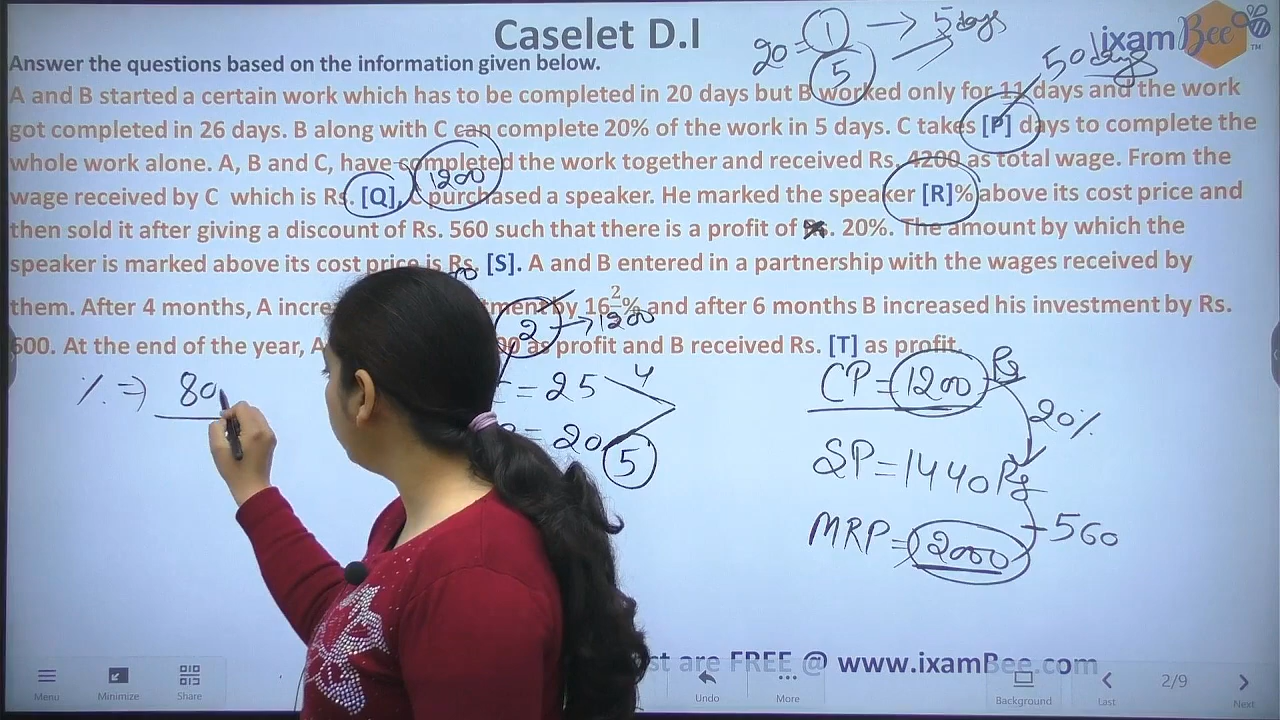 Caselet D.I
20 = 1/5 → 5 days
ixamBee™
Answer the questions based on the information given below.
50 days
A and B started a certain work which has to be completed in 20 days but B worked only for 11 days and the work
got completed in 26 days. B along with C can complete 20% of the work in 5 days. C takes [P] days to complete the
whole work alone. A, B and C, have completed the work together and received Rs. 4200 as total wage. From the
1200
wage received by C which is Rs. [Q], C purchased a speaker. He marked the speaker [R]% above its cost price and
then sold it after giving a discount of Rs. 560 such that there is a profit of . 20%. The amount by which the
speaker is marked above its cost price is Rs. [S]. A and B entered in a partnership with the wages received by
them. After 4 months, A incre by 16 2 % and after 6 months B increased his investment by Rs.
2 → 1200
600. At the end of the year, A as profit and B received Rs. [T] as profit.
% ⇒ 80
= 25 4
= 20 5
CP = 1200 Rs
20%
SP = 1440 Rs
MRP = 2000 560
are FREE @ www.ixamBee.com
Menu
Minimize
Share
Undo
More
Background
Last
2/9
Next